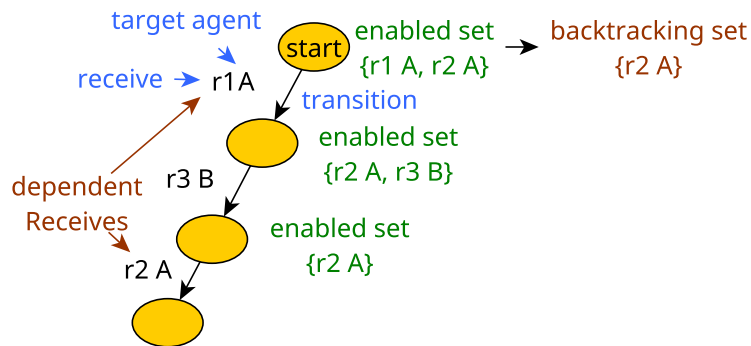 target agent
start
enabled set
{r1 A, r2 A}
backtracking set
{r2 A}
receive
r1A
transition
enabled set
{r2 A, r3 B}
r3 B
dependent
Receives
enabled set
{r2 A}
r2 A